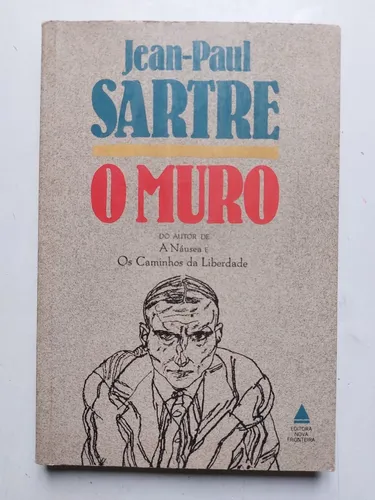 Jean-Paul
SARTRE
O MURO
DO AUTOR DE
A Náusea E
Os Caminhos da Liberdade
EDITORA
NOVA
FRONTEIRA